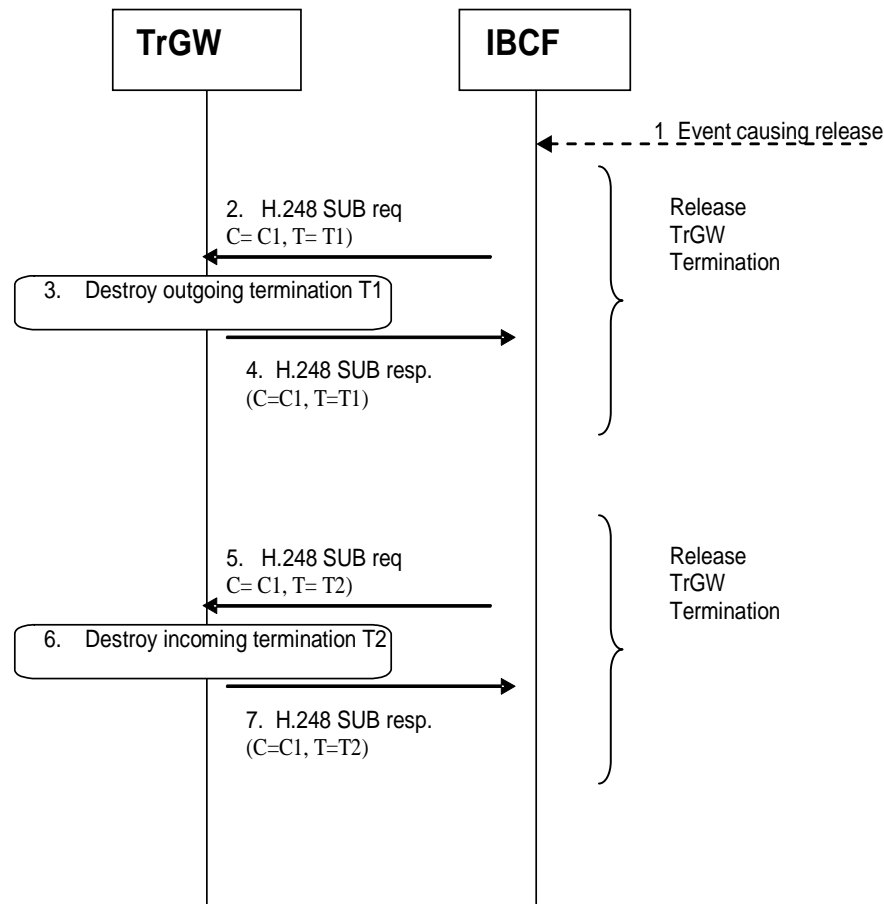 TrGW
IBCF
1 Event causing release
2. H.248 SUB req
C= C1, T= T1)
Release
TrGW
Termination
3. Destroy outgoing termination T1
4. H.248 SUB resp.
(C=C1, T=T1)
5. H.248 SUB req
C= C1, T= T2)
Release
TrGW
Termination
6. Destroy incoming termination T2
7. H.248 SUB resp.
(C=C1, T=T2)